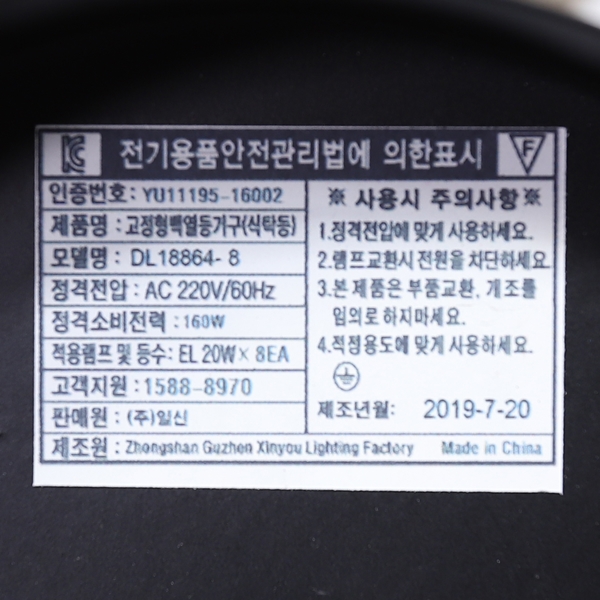 KC 전기용품안전관리법에 의한표시 F
인증번호: YU11195-16002
제품명 : 고정형백열등기구(식탁등)
모델명 : DL18864- 8
정격전압 : AC 220V/60Hz
정격소비전력 : 160W
적용램프 및 등수: EL 20W× 8EA
고객지원 : 1588-8970
판매원 : (주)일신
※ 사용시 주의사항 ※
1.정격전압에 맞게 사용하세요.
2.램프교환시 전원을 차단하세요.
3.본 제품은 부품교환, 개조를
임의로 하지마세요.
4.적정용도에 맞게 사용하세요.
제조년월: 2019-7-20
제조원 : Zhongshan Guzhen Xinyou Lighting Factory Made in China